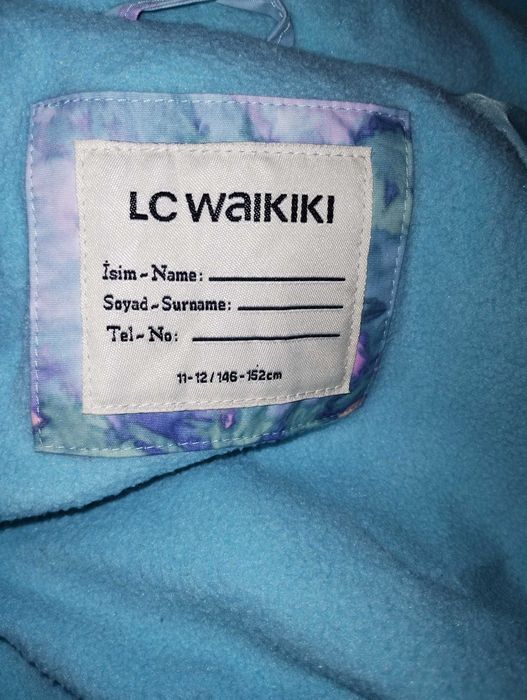 LC WAIKIKI
İsim-Name:
Soyad-Surname:
Tel-No:
11-12/146-152cm